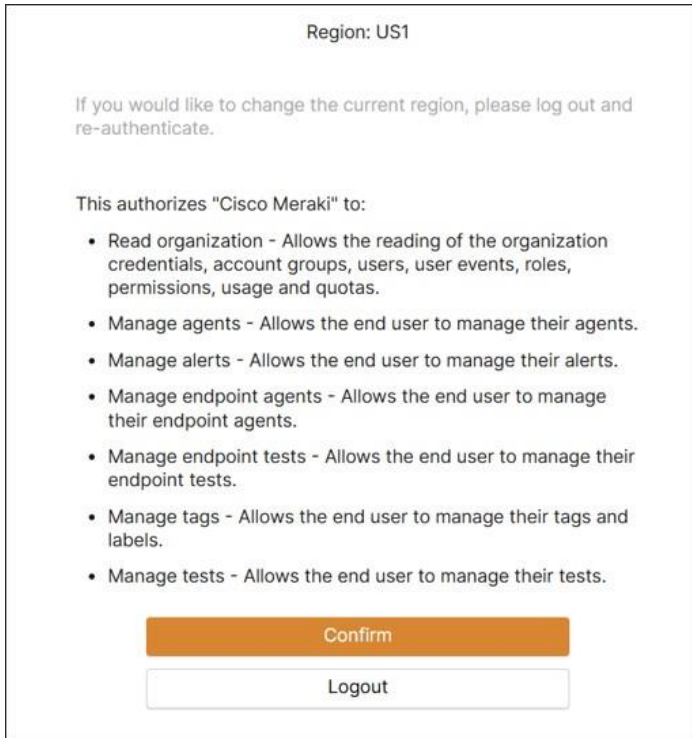 Region: US1
If you would like to change the current region, please log out and
re-authenticate.
This authorizes "Cisco Meraki" to:
• Read organization - Allows the reading of the organization
credentials, account groups, users, user events, roles,
permissions, usage and quotas.
• Manage agents - Allows the end user to manage their agents.
• Manage alerts - Allows the end user to manage their alerts.
• Manage endpoint agents - Allows the end user to manage
their endpoint agents.
• Manage endpoint tests - Allows the end user to manage their
endpoint tests.
• Manage tags - Allows the end user to manage their tags and
labels.
• Manage tests - Allows the end user to manage their tests.
Confirm
Logout